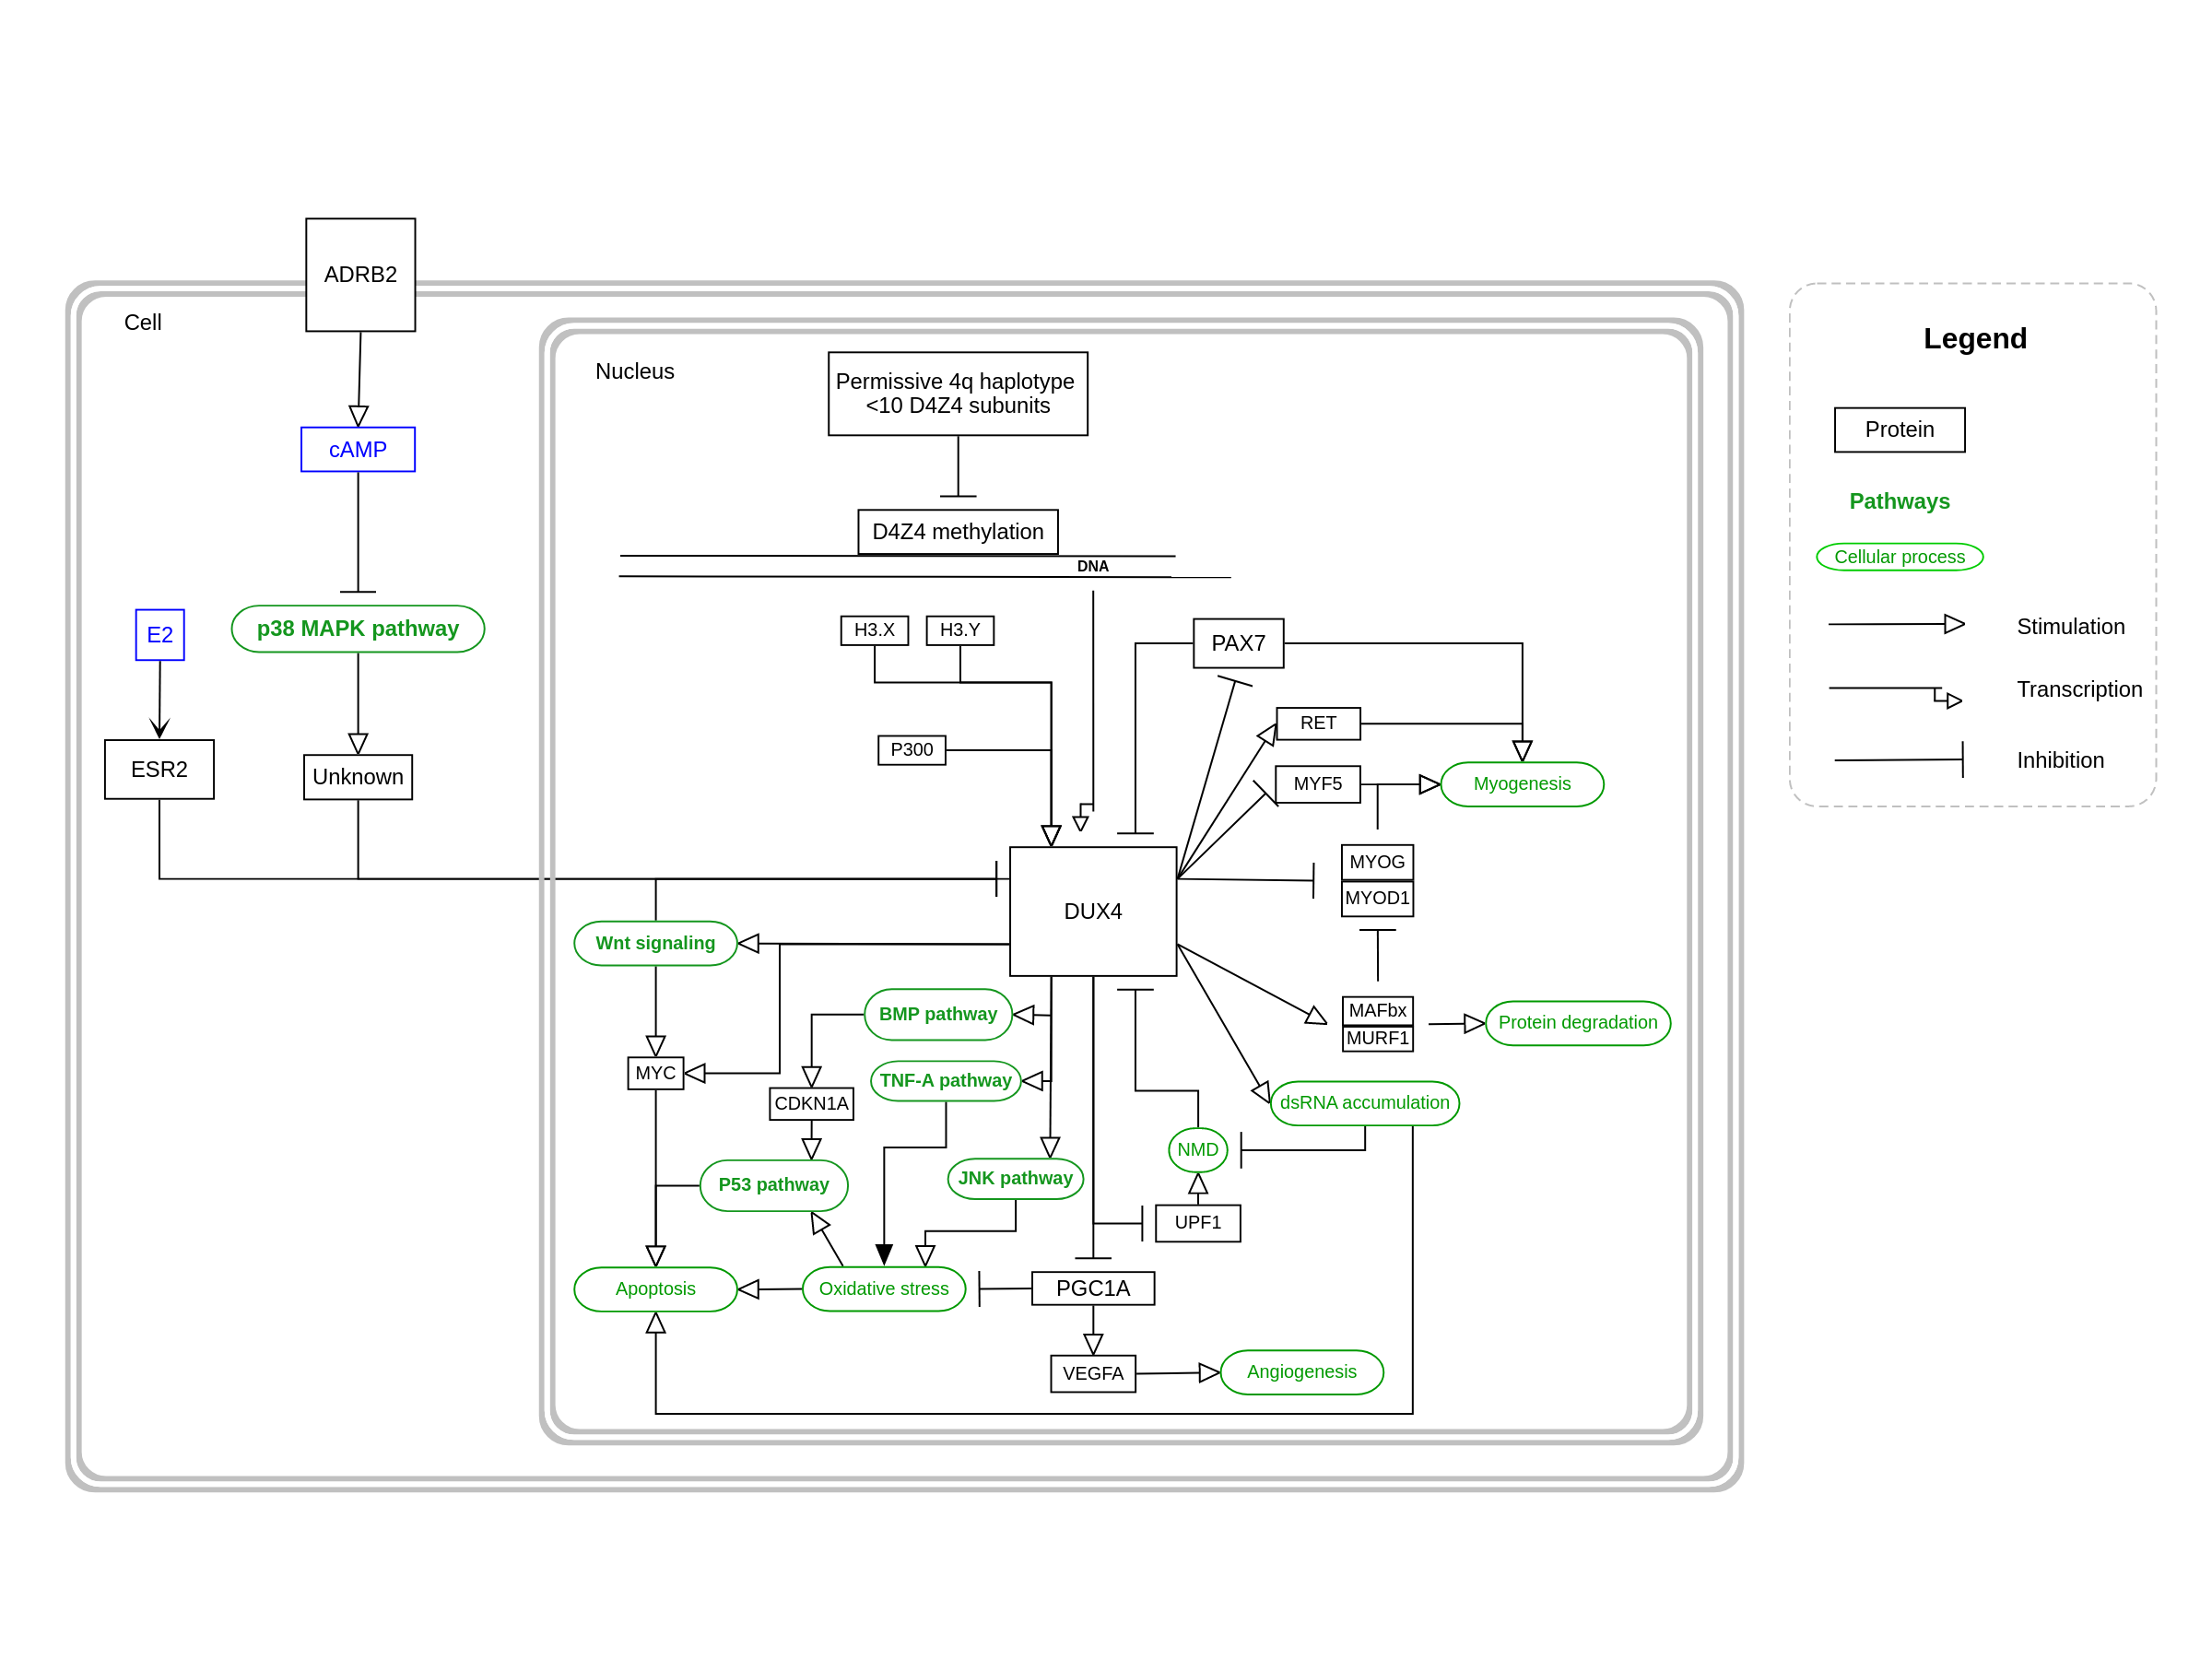 ADRB2
Cell
cAMP
E2
p38 MAPK pathway
ESR2
Unknown
Nucleus
Permissive 4q haplotype
<10 D4Z4 subunits
D4Z4 methylation
DNA
H3.X
H3.Y
PAX7
P300
RET
MYF5
Myogenesis
MYOG
MYOD1
DUX4
Wnt signaling
BMP pathway
MAFbx
MURF1
Protein degradation
MYC
TNF-A pathway
CDKN1A
dsRNA accumulation
NMD
P53 pathway
JNK pathway
UPF1
Apoptosis
Oxidative stress
PGC1A
VEGFA
Angiogenesis
Legend
Protein
Pathways
Cellular process
Stimulation
Transcription
Inhibition